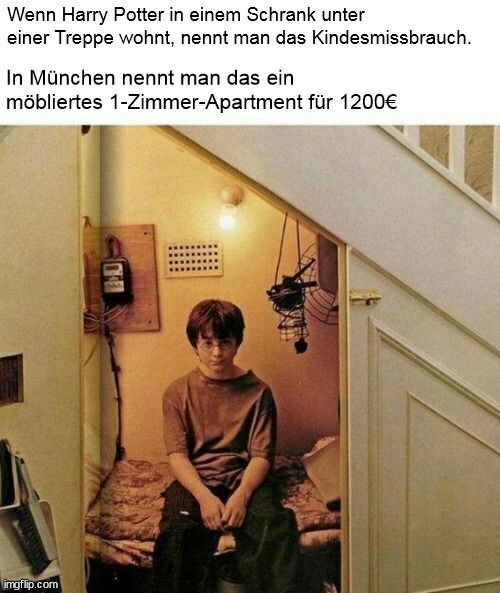 Wenn Harry Potter in einem Schrank unter
einer Treppe wohnt, nennt man das Kindesmissbrauch.
In München nennt man das ein
möbliertes 1-Zimmer-Apartment für 1200€
imgflip.com